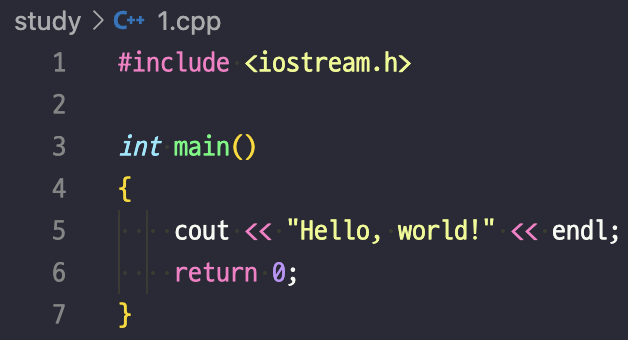 study > C++ 1.cpp
1 #include <iostream.h>
2
3 int main()
4 {
5 cout << "Hello, world!" << endl;
6 return 0;
7 }